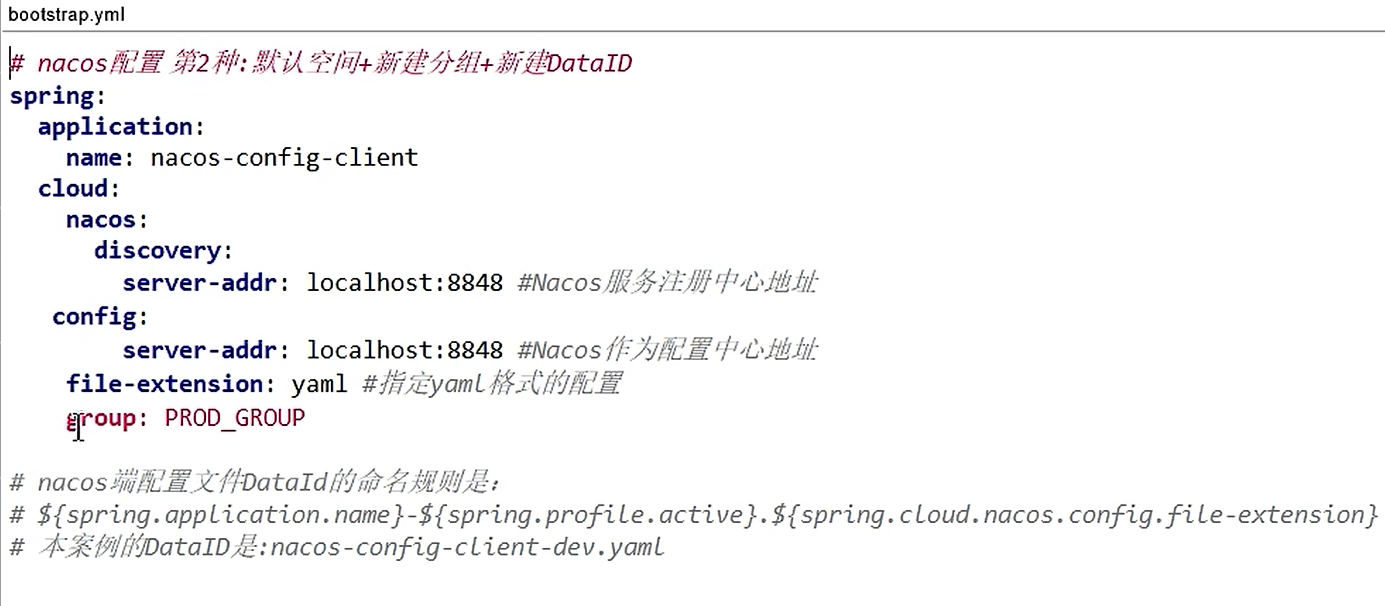 bootstrap.yml
# nacos配置 第2种:默认空间+新建分组+新建DataID
spring:
  application:
    name: nacos-config-client
  cloud:
    nacos:
      discovery:
        server-addr: localhost:8848 #Nacos服务注册中心地址
   config:
        server-addr: localhost:8848 #Nacos作为配置中心地址
    file-extension: yaml #指定yaml格式的配置
    group: PROD_GROUP
# nacos端配置文件DataId的命名规则是：
# ${spring.application.name}-${spring.profile.active}.${spring.cloud.nacos.config.file-extension}
# 本案例的DataID是:nacos-config-client-dev.yaml